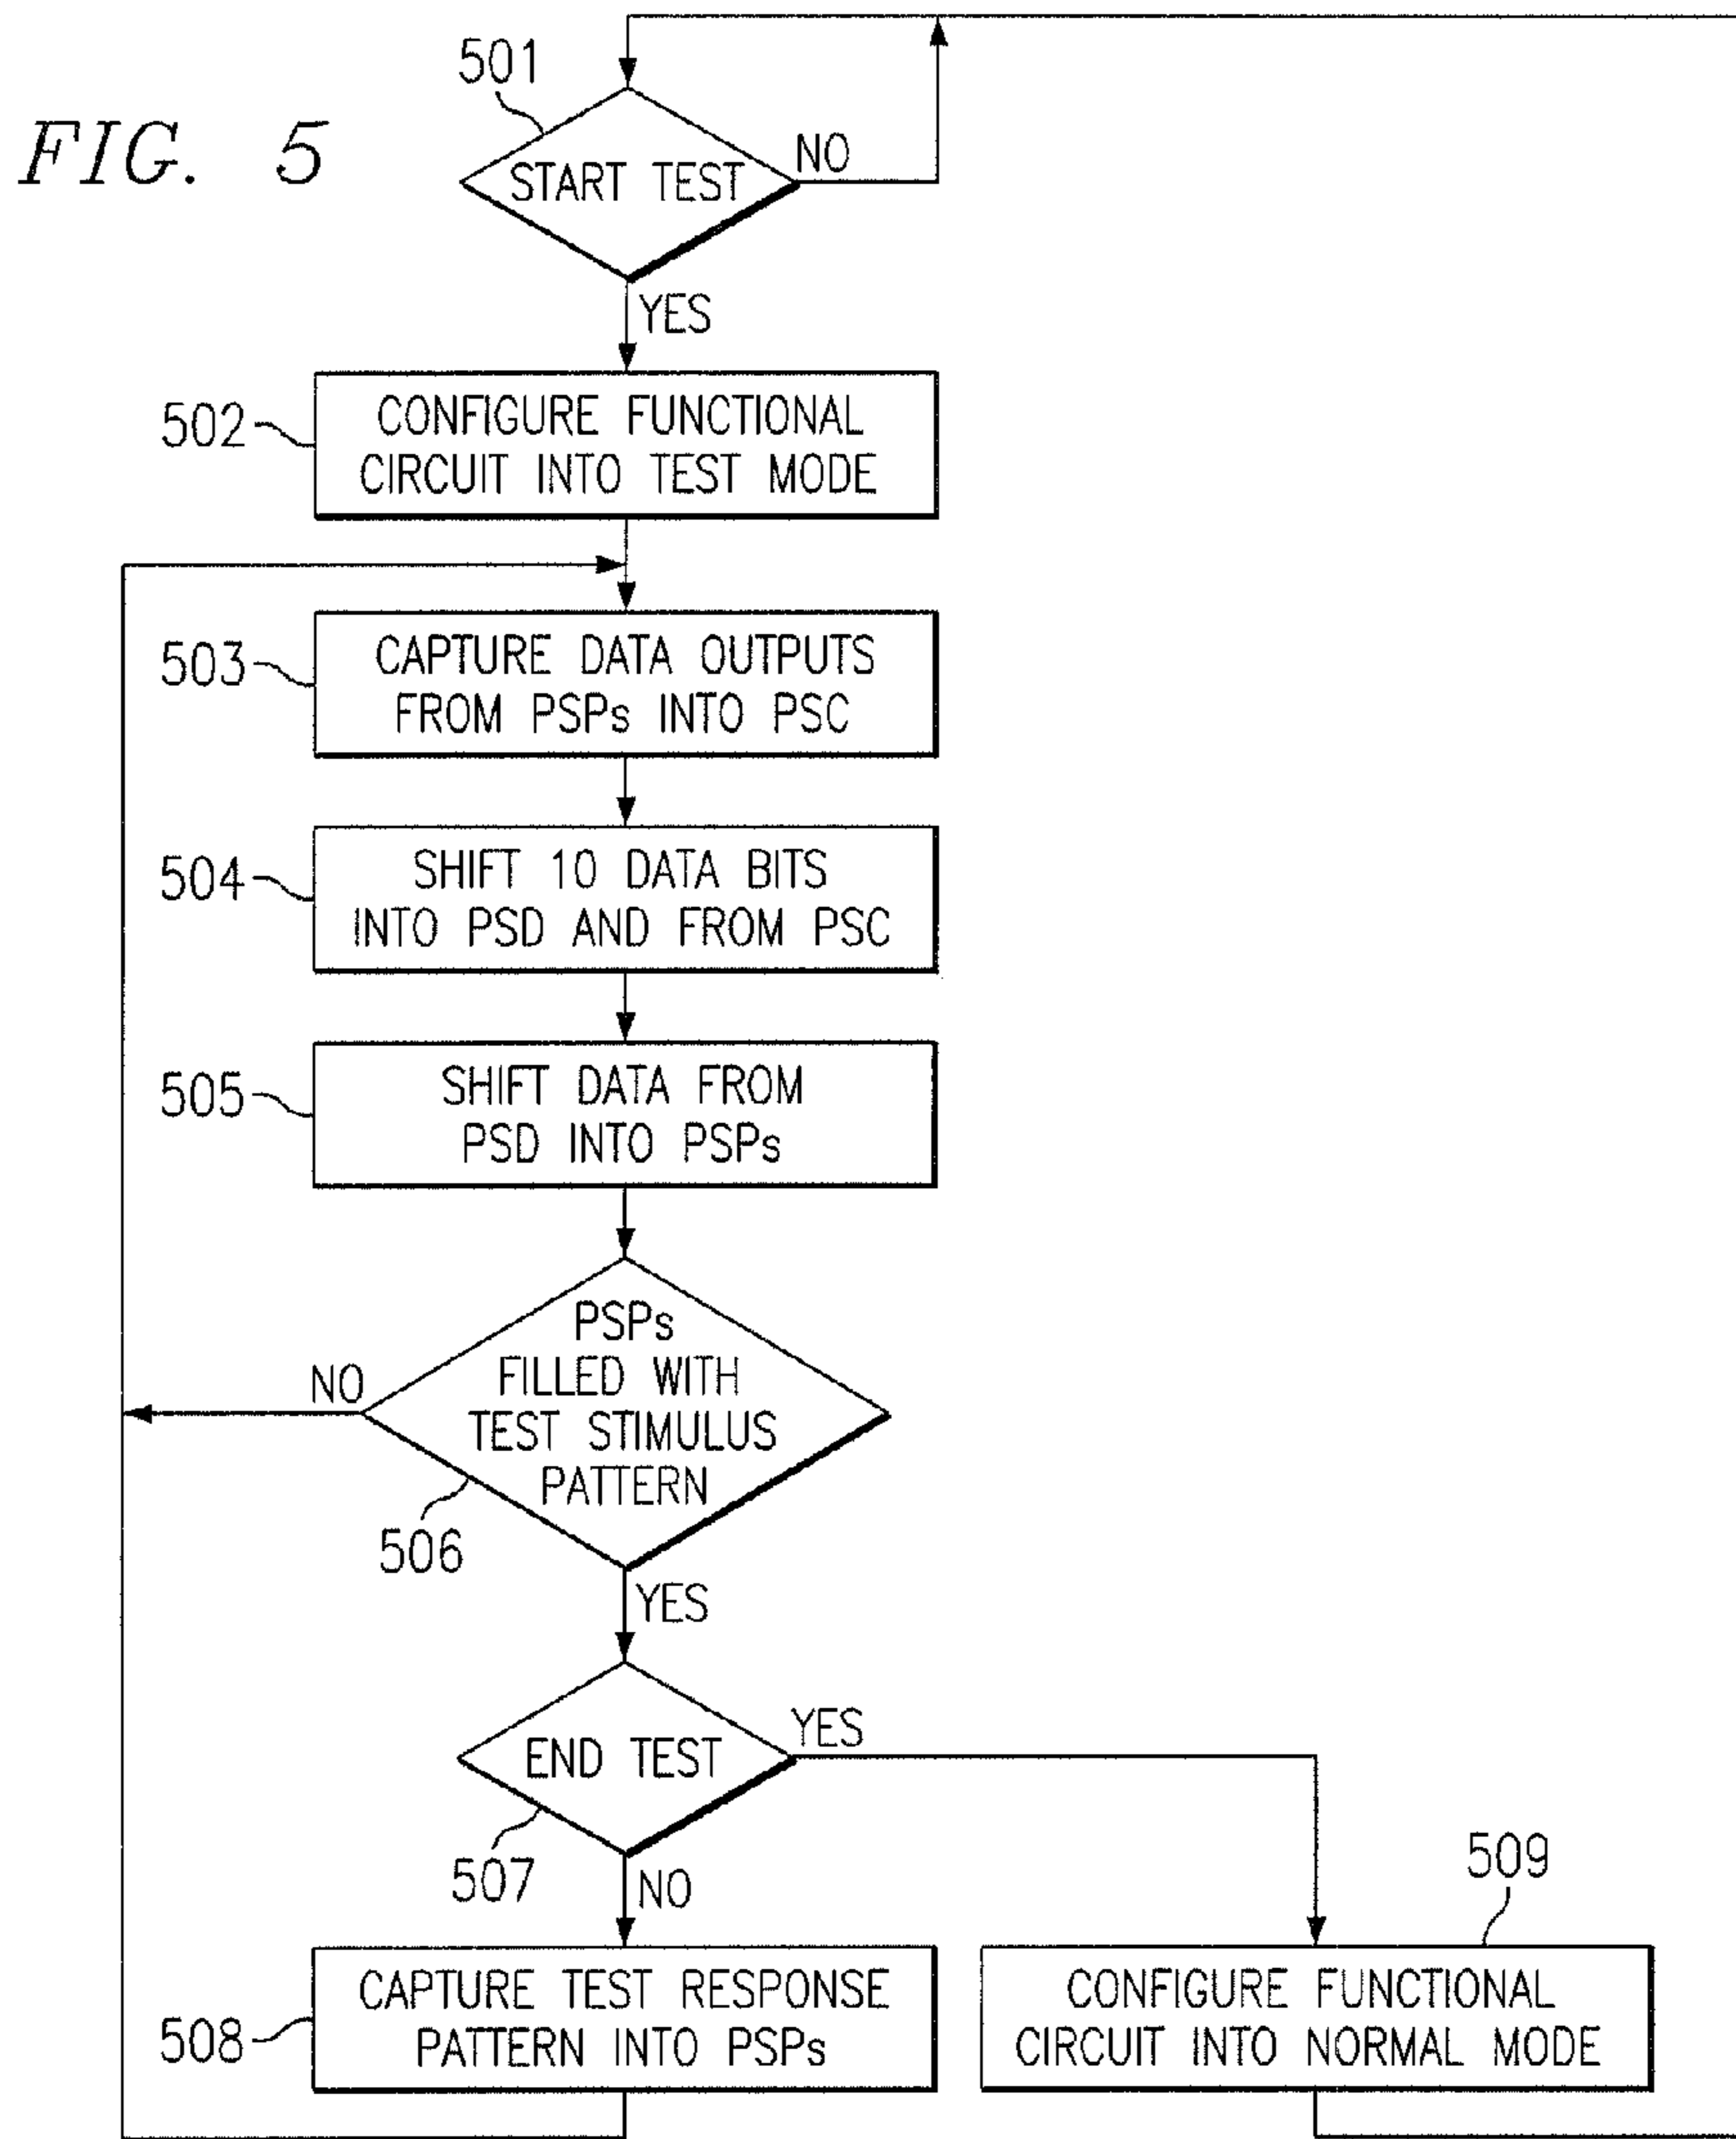 FIG. 5
501
START TEST
NO
YES
502
CONFIGURE FUNCTIONAL
CIRCUIT INTO TEST MODE
503
CAPTURE DATA OUTPUTS
FROM PSPs INTO PSC
504
SHIFT 10 DATA BITS
INTO PSD AND FROM PSC
505
SHIFT DATA FROM
PSD INTO PSPs
PSPs
FILLED WITH
TEST STIMULUS
PATTERN
NO
506
YES
END TEST
YES
507
NO
508
CAPTURE TEST RESPONSE
PATTERN INTO PSPs
509
CONFIGURE FUNCTIONAL
CIRCUIT INTO NORMAL MODE